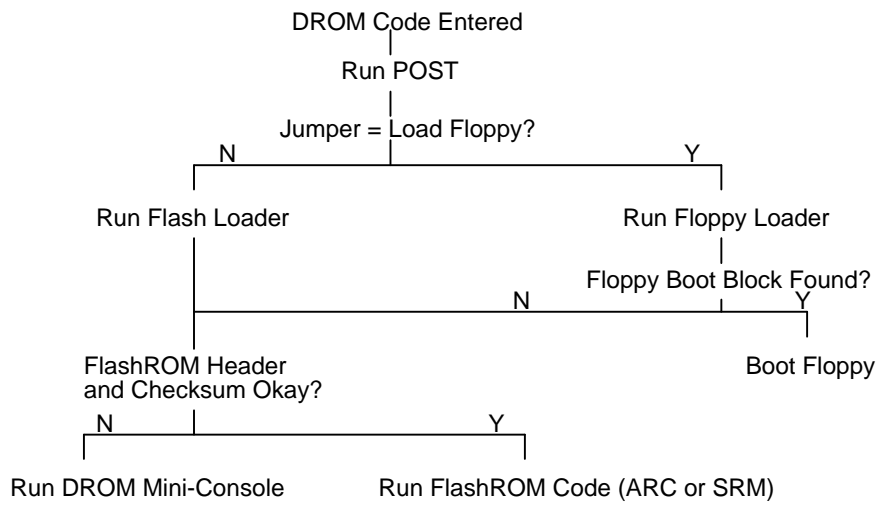 DROM Code Entered
Run POST
Jumper = Load Floppy?
N
Y
Run Flash Loader
Run Floppy Loader
Floppy Boot Block Found?
N
Y
FlashROM Header
and Checksum Okay?
Boot Floppy
N
Y
Run DROM Mini-Console
Run FlashROM Code (ARC or SRM)